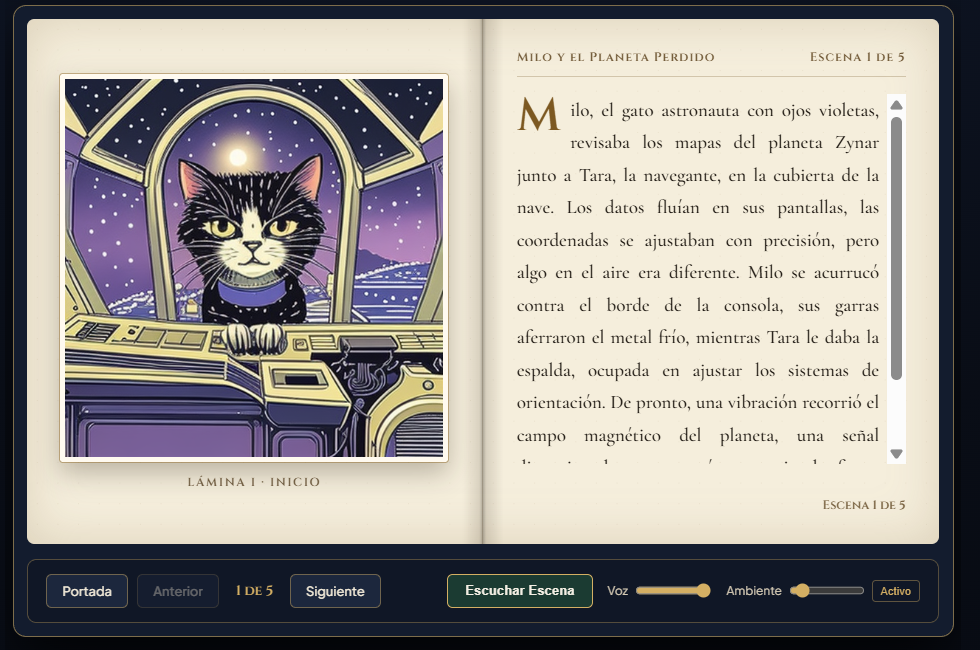 Milo y el Planeta Perdido
Escena 1 de 5
Milo, el gato astronauta con ojos violetas,
revisaba los mapas del planeta Zynar
junto a Tara, la navegante, en la cubierta de la
nave. Los datos fluían en sus pantallas, las
coordenadas se ajustaban con precisión, pero
algo en el aire era diferente. Milo se acurrucó
contra el borde de la consola, sus garras
aferraron el metal frío, mientras Tara le daba la
espalda, ocupada en ajustar los sistemas de
orientación. De pronto, una vibración recorrió el
campo magnético del planeta, una señal
Lámina 1 · Inicio
Escena 1 de 5
Portada
Anterior
1 de 5
Siguiente
Escuchar Escena
Voz
Ambiente
Activo